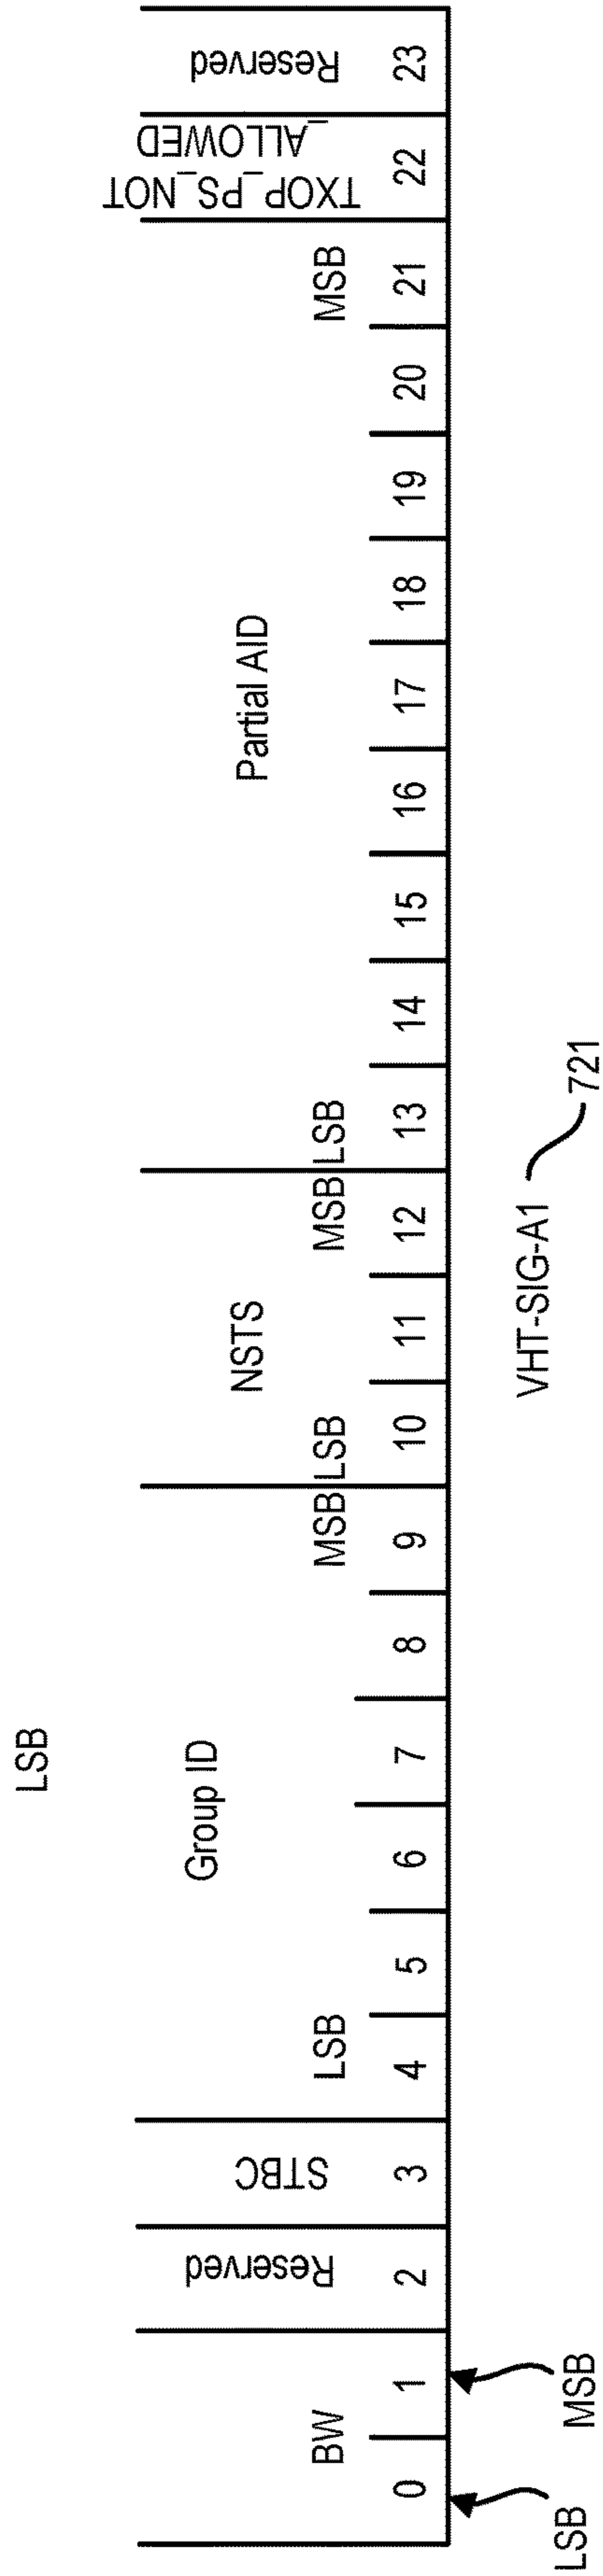 LSB
BW
Reserved
STBC
Group ID
NSTS
Partial AID
TXOP_PS_NOT
_ALLOWED
Reserved
LSB
MSB
LSB
MSB
LSB
MSB
0 1 2 3 4 5 6 7 8 9 10 11 12 13 14 15 16 17 18 19 20 21 22 23
LSB
MSB
VHT-SIG-A1
721